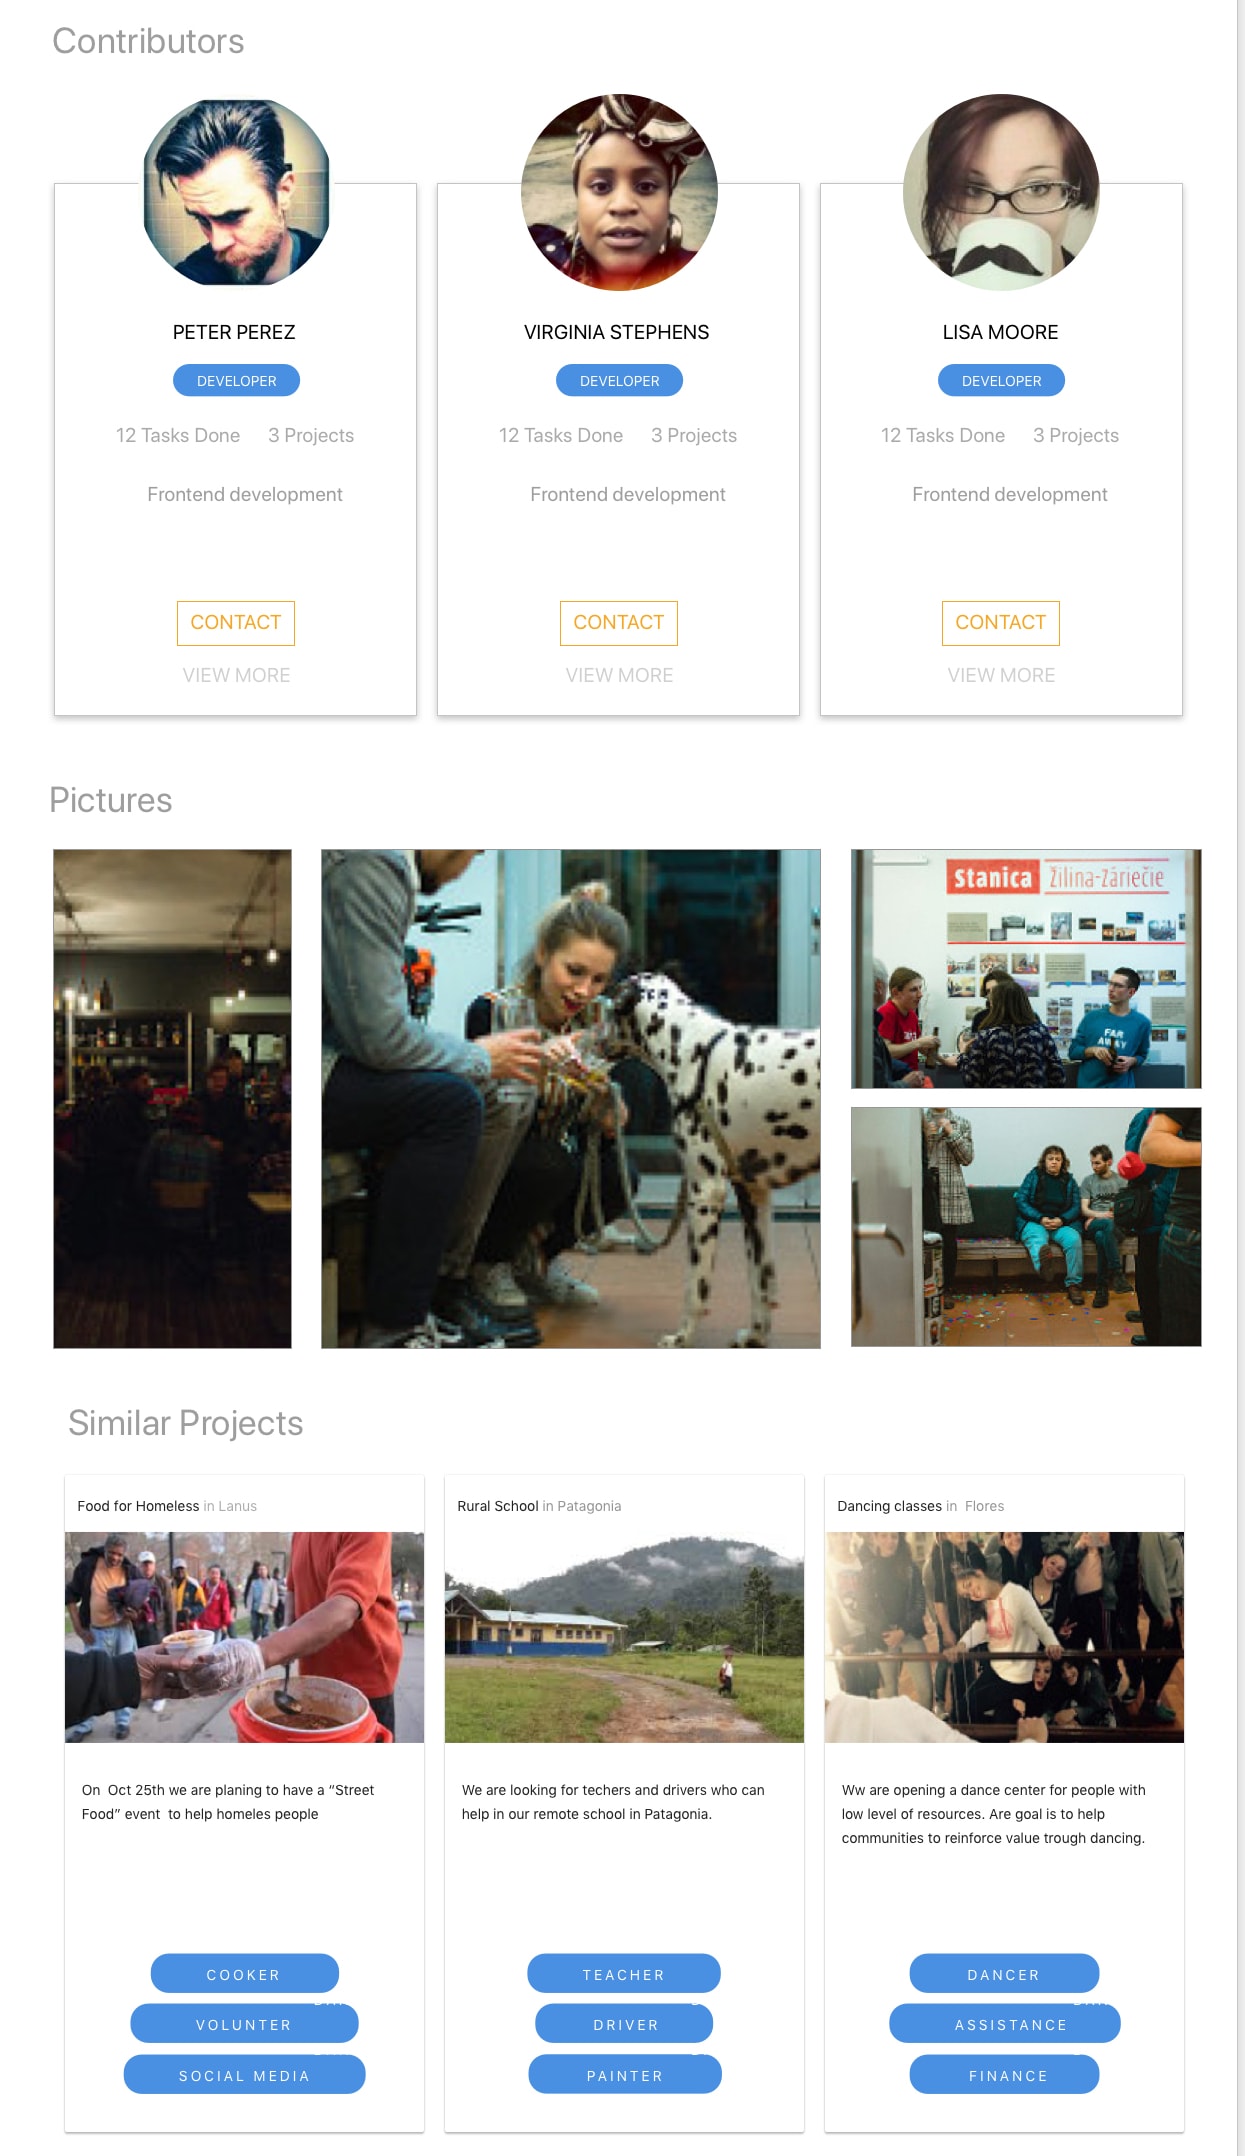 Contributors
PETER PEREZ
DEVELOPER
12 Tasks Done 3 Projects
Frontend development
CONTACT
VIEW MORE
VIRGINIA STEPHENS
DEVELOPER
12 Tasks Done 3 Projects
Frontend development
CONTACT
VIEW MORE
LISA MOORE
DEVELOPER
12 Tasks Done 3 Projects
Frontend development
CONTACT
VIEW MORE
Pictures
Stanica Žilina-Záriečie
FAR
AWAY
Similar Projects
Food for Homeless in Lanus
On Oct 25th we are planing to have a “Street
Food” event to help homeles people
COOKER
VOLUNTER
SOCIAL MEDIA
Rural School in Patagonia
We are looking for techers and drivers who can
help in our remote school in Patagonia.
TEACHER
DRIVER
PAINTER
Dancing classes in Flores
Ww are opening a dance center for people with
low level of resources. Are goal is to help
communities to reinforce value trough dancing.
DANCER
ASSISTANCE
FINANCE